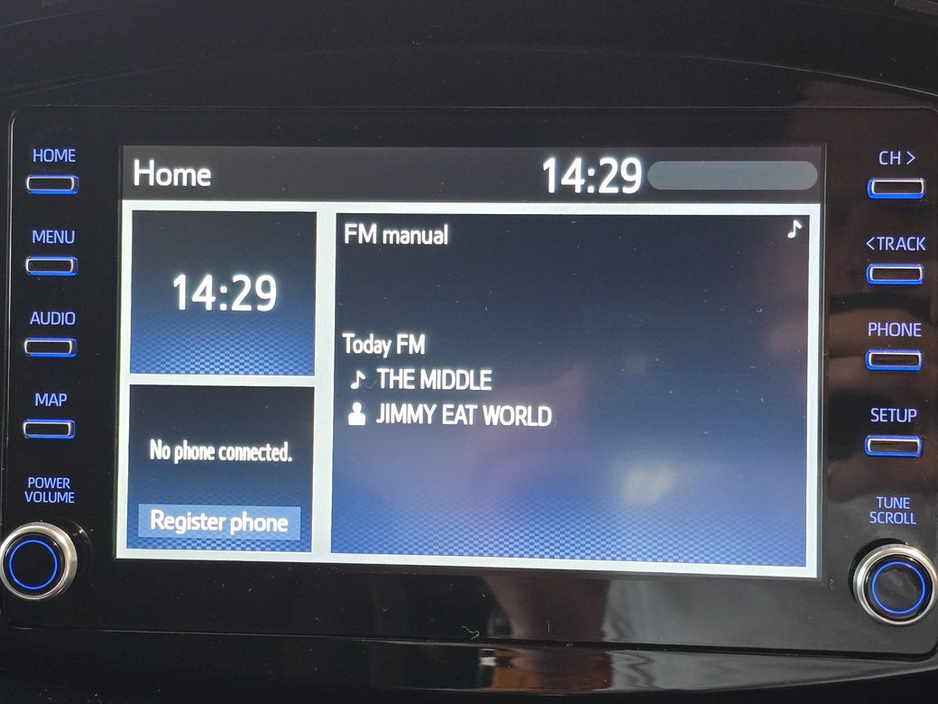 HOME
MENU
AUDIO
MAP
POWER
VOLUME
Home 14:29
14:29
No phone connected.
Register phone
FM manual
Today FM
THE MIDDLE
JIMMY EAT WORLD
CH >
<TRACK
PHONE
SETUP
TUNE
SCROLL